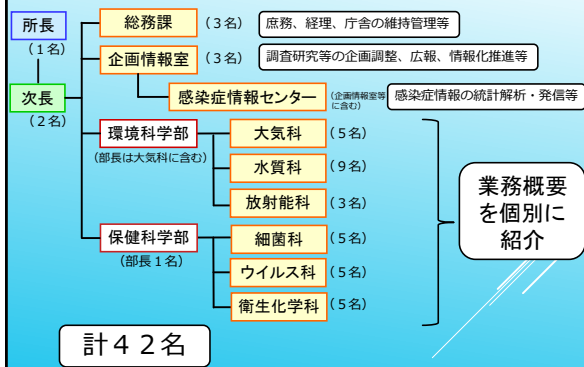 所長
(1名)
次長
(2名)
総務課
(3名)
庶務、経理、庁舎の維持管理等
企画情報室
(3名)
調査研究等の企画調整、広報、情報化推進等
感染症情報センター
(企画情報室等
に含む)
感染症情報の統計解析・発信等
環境科学部
(部長は大気科に含む)
大気科
(5名)
水質科
(9名)
放射能科
(3名)
保健科学部
(部長1名)
細菌科
(5名)
ウイルス科
(5名)
衛生化学科
(5名)
業務概要
を個別に
紹介
計42名